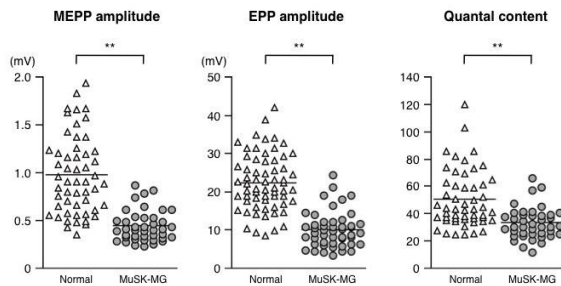 MEPP amplitude
EPP amplitude
Quantal content
**
**
**
(mV)
(mV)
2.0
1.5
1.0
0.5
0
50
40
30
20
10
0
140
120
100
80
60
40
20
0
Normal
MuSK-MG
Normal
MuSK-MG
Normal
MuSK-MG